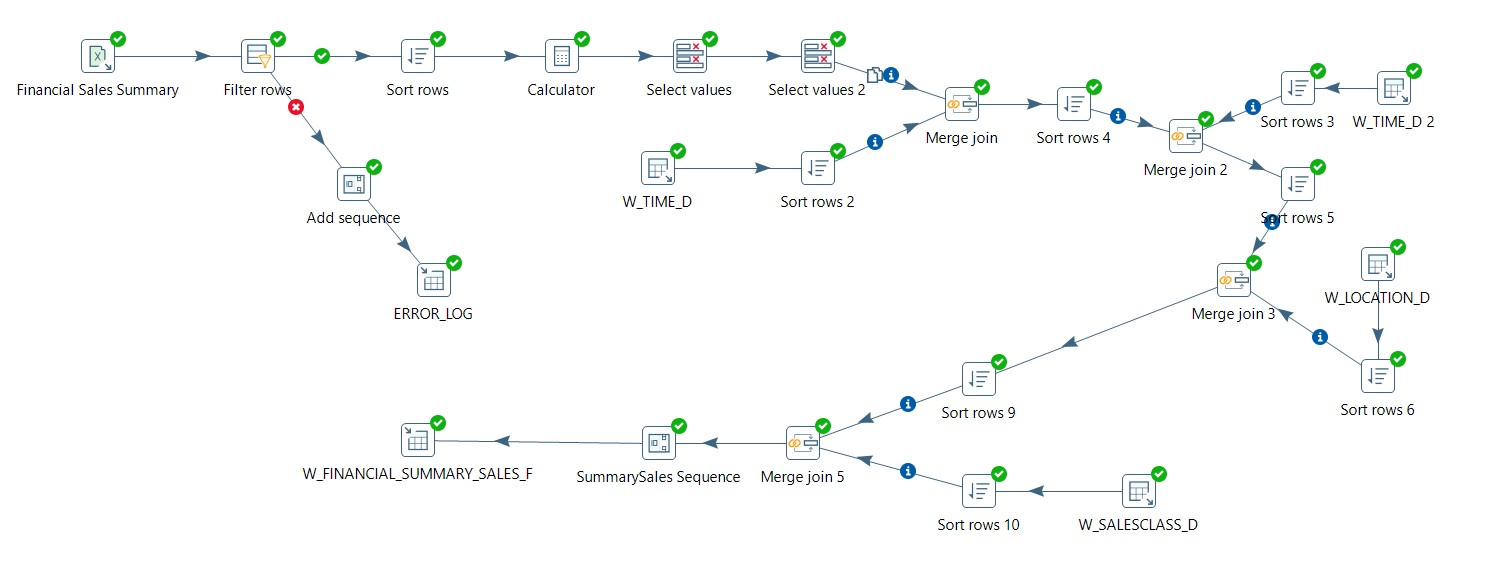 Financial Sales Summary
Filter rows
Sort rows
Calculator
Select values
Select values 2
Merge join
Sort rows 4
Sort rows 3
W_TIME_D 2
Merge join 2
W_TIME_D
Sort rows 2
Add sequence
Sort rows 5
ERROR_LOG
Merge join 3
W_LOCATION_D
Sort rows 9
Sort rows 6
W_FINANCIAL_SUMMARY_SALES_F
SummarySales Sequence
Merge join 5
Sort rows 10
W_SALESCLASS_D